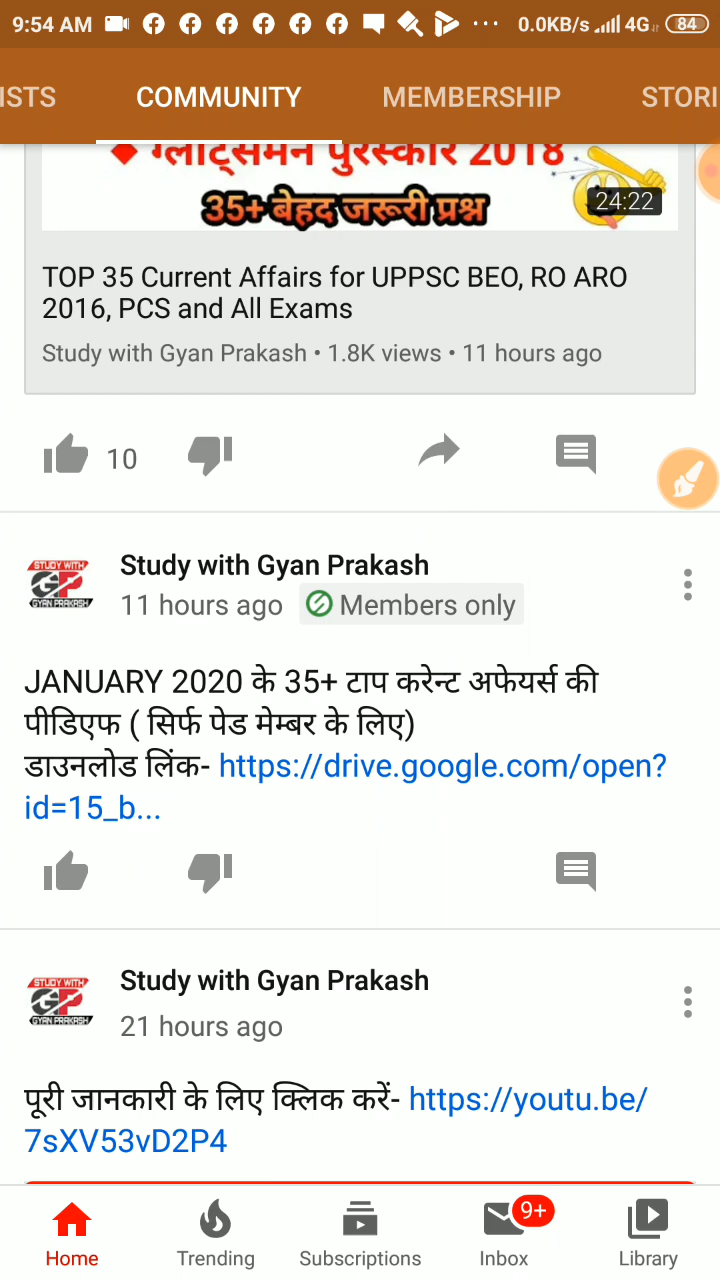 9:54 AM
0.0KB/s 4G 84
ISTS COMMUNITY MEMBERSHIP STORI
ग्लाट्समैन पुरस्कार 2018
35+ बेहद जरूरी प्रश्न
24:22
TOP 35 Current Affairs for UPPSC BEO, RO ARO
2016, PCS and All Exams
Study with Gyan Prakash • 1.8K views • 11 hours ago
10
STUDY WITH
GP
GYAN PRAKASH
Study with Gyan Prakash
11 hours ago Members only
JANUARY 2020 के 35+ टाप करेन्ट अफेयर्स की
पीडिएफ ( सिर्फ पेड मेम्बर के लिए)
डाउनलोड लिंक- https://drive.google.com/open?
id=15_b...
STUDY WITH
GP
GYAN PRAKASH
Study with Gyan Prakash
21 hours ago
पूरी जानकारी के लिए क्लिक करें- https://youtu.be/
7sXV53vD2P4
9+
Home Trending Subscriptions Inbox Library